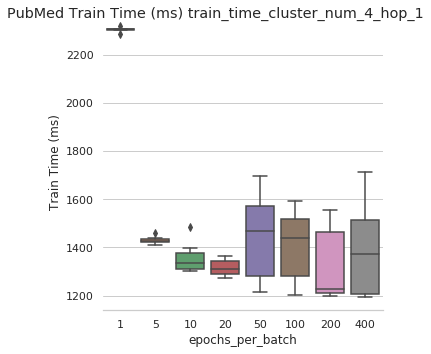 PubMed Train Time (ms) train_time_cluster_num_4_hop_1
Train Time (ms)
2200
2000
1800
1600
1400
1200
1 5 10 20 50 100 200 400
epochs_per_batch